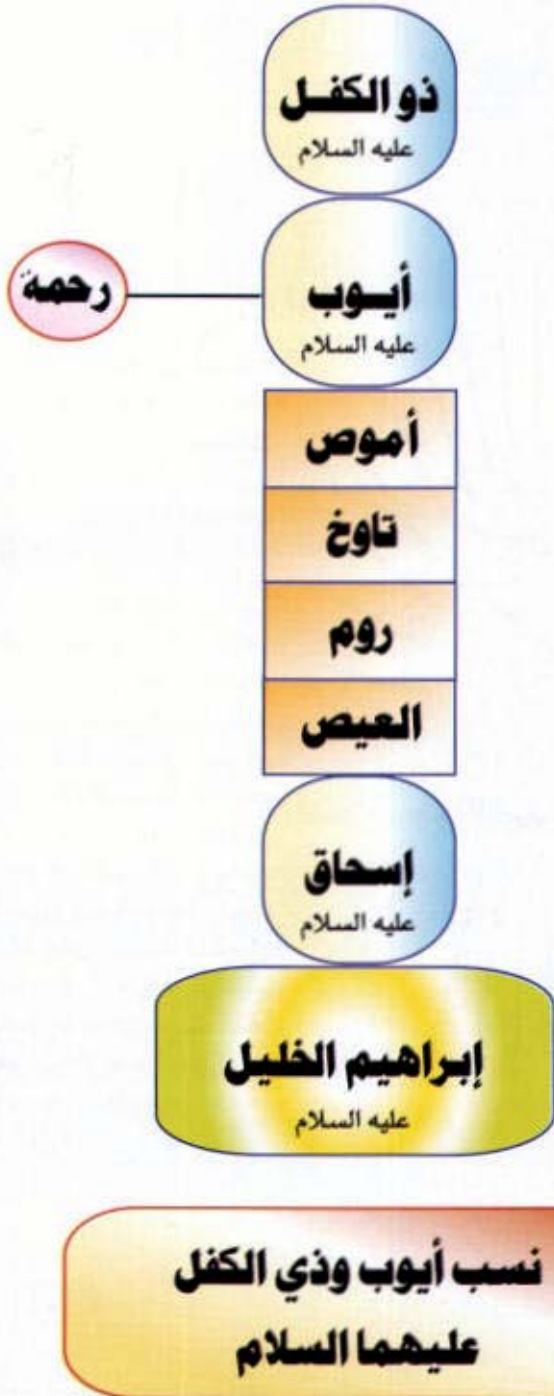 ذو الكفل
عليه السلام
أيوب
عليه السلام
رحمة
أموص
تاوخ
روم
العيص
إسحاق
عليه السلام
إبراهيم الخليل
عليه السلام
نسب أيوب وذي الكفل
عليهما السلام